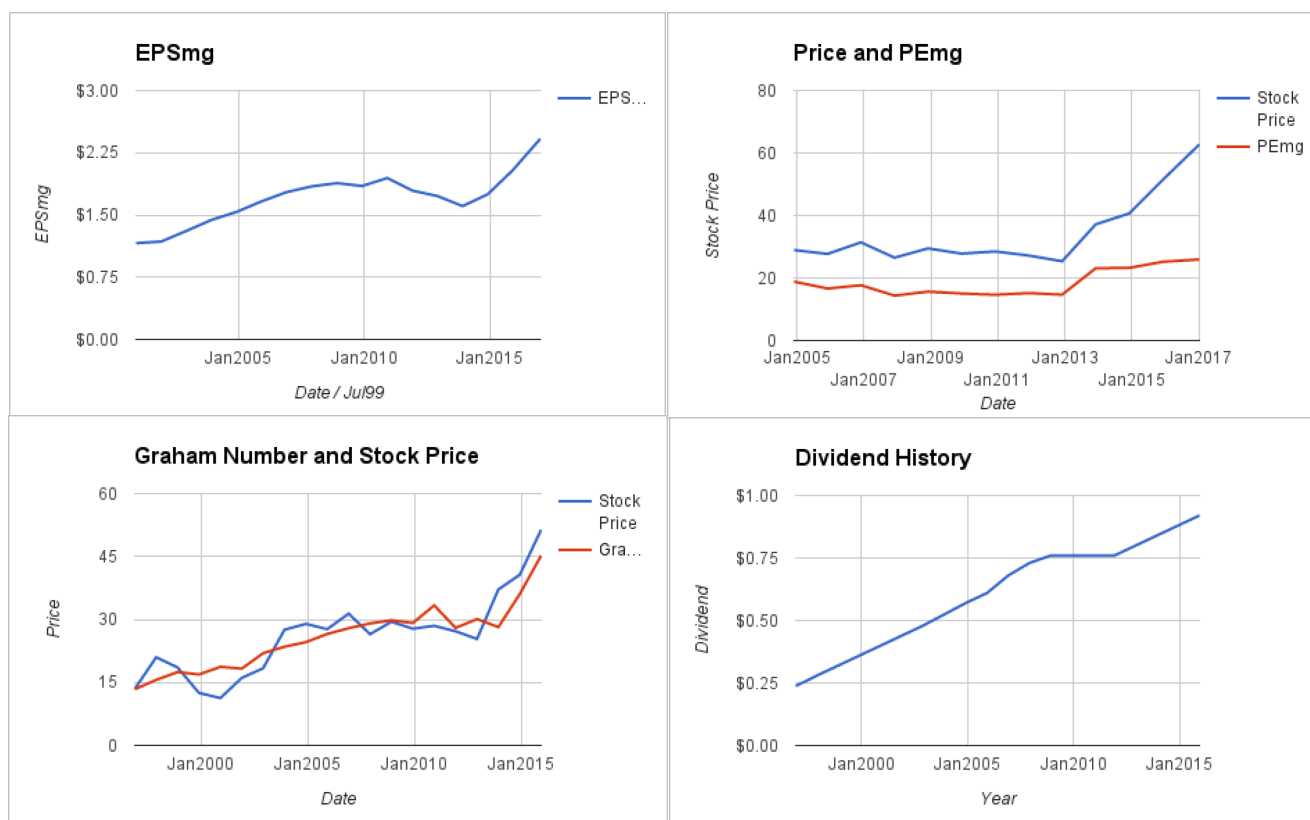 EPSmg
$3.00
$2.25
$1.50
$0.75
$0.00
EPSmg
Jan2005
Jan2010
Jan2015
Date / Jul99
EPS...
Price and PEmg
80
60
40
20
0
Stock Price
Jan2005
Jan2009
Jan2013
Jan2017
Jan2007
Jan2011
Jan2015
Date
Stock
Price
PEmg
Graham Number and Stock Price
60
45
30
15
0
Price
Jan2000
Jan2005
Jan2010
Jan2015
Date
Stock
Price
Gra...
Dividend History
$1.00
$0.75
$0.50
$0.25
$0.00
Dividend
Jan2000
Jan2005
Jan2010
Jan2015
Year